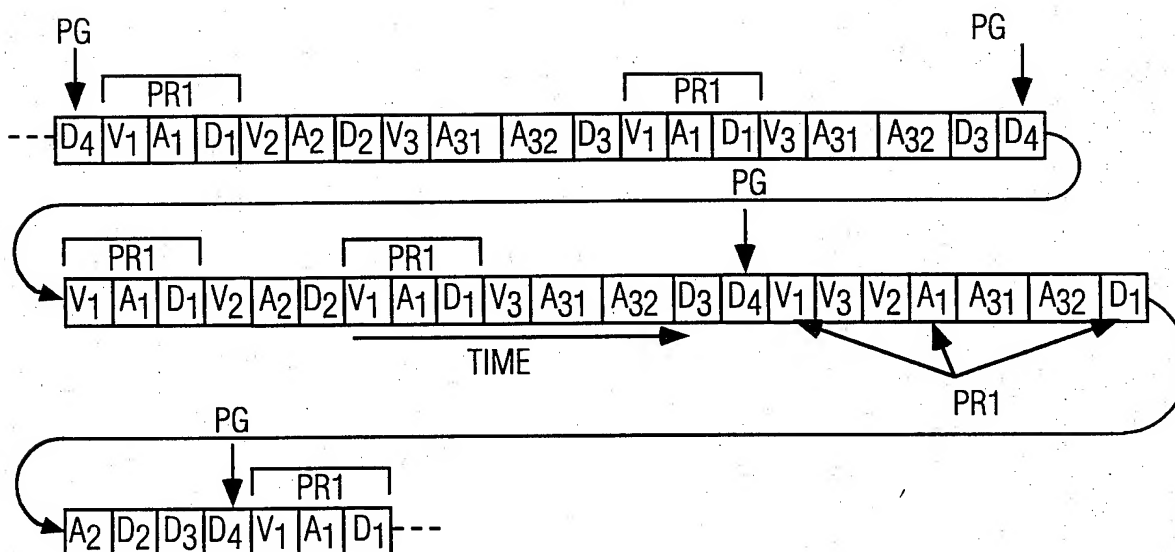 PG PG
PR1 PR1
D4 V1 A1 D1 V2 A2 D2 V3 A31 A32 D3 V1 A1 D1 V3 A31 A32 D3 D4
PG
PR1 PR1
V1 A1 D1 V2 A2 D2 V1 A1 D1 V3 A31 A32 D3 D4 V1 V3 V2 A1 A31 A32 D1
TIME
PR1
PG
PR1
A2 D2 D3 D4 V1 A1 D1